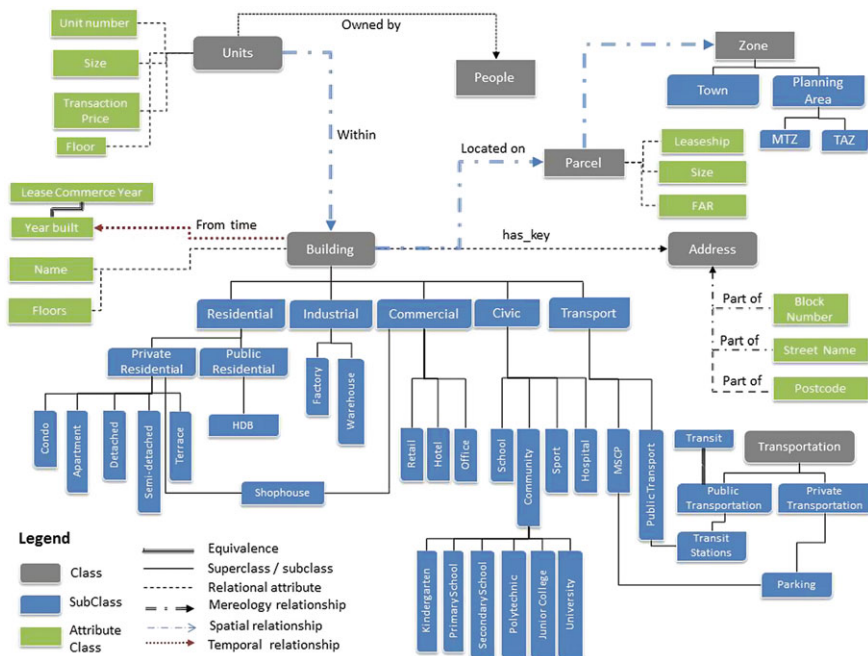 Unit number
Units
Owned by
Zone
Size
People
Town
Planning
Area
Transaction
Price
Within
Located on
Parcel
Leaseship
MTZ
TAZ
Floor
Size
FAR
Lease Commerce Year
Year built
From time
Building
has_key
Address
Name
Floors
Residential
Industrial
Commercial
Civic
Transport
Part of
Block
Number
Part of
Street Name
Part of
Postcode
Private
Residential
Public
Residential
Factory
Warehouse
HDB
Condo
Apartment
Detached
Semi-detached
Terrace
Retail
Hotel
Office
School
Community
Sport
Hospital
MSCP
Public Transport
Transit
Transportation
Public
Transportation
Private
Transportation
Transit
Stations
Parking
Shophouse
Kindergarten
Primary School
Secondary School
Polytechnic
Junior College
University
Legend
Class
SubClass
Attribute
Class
Equivalence
Superclass / subclass
Relational attribute
Mereology relationship
Spatial relationship
Temporal relationship